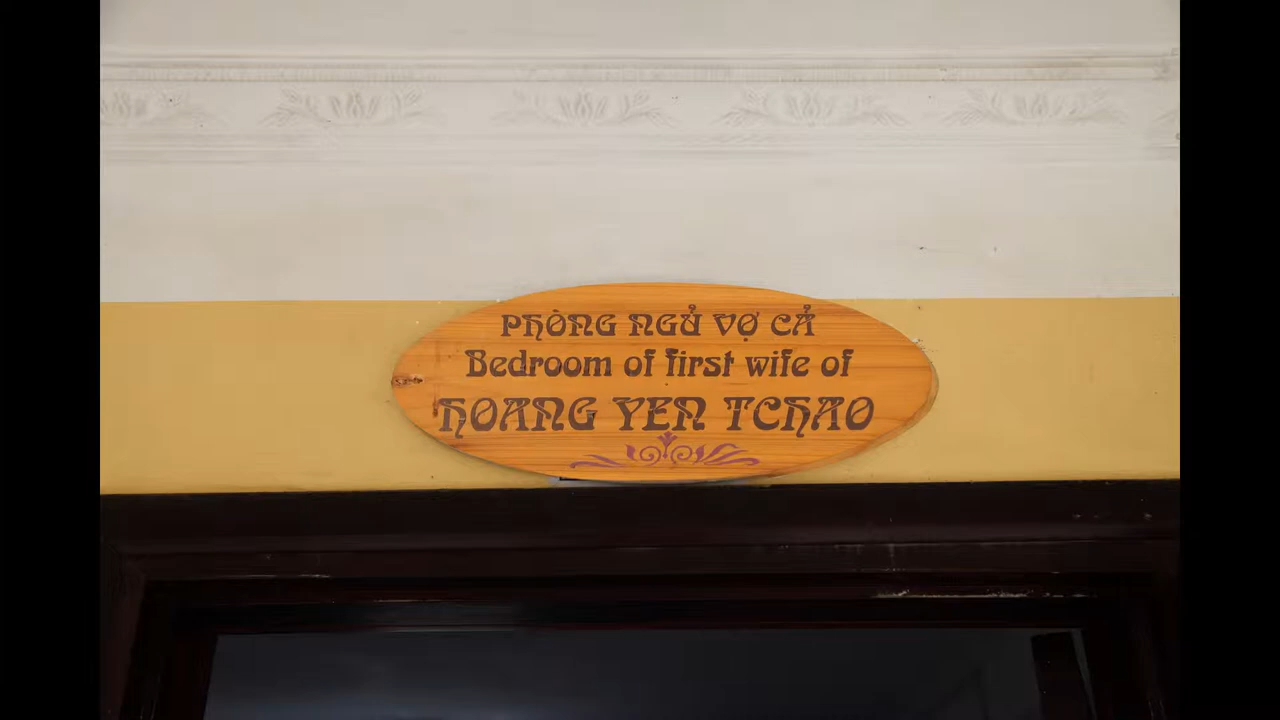 PHÒNG NGỦ VỢ CẢ
Bedroom of first wife of
HOANG YEN TCHAO